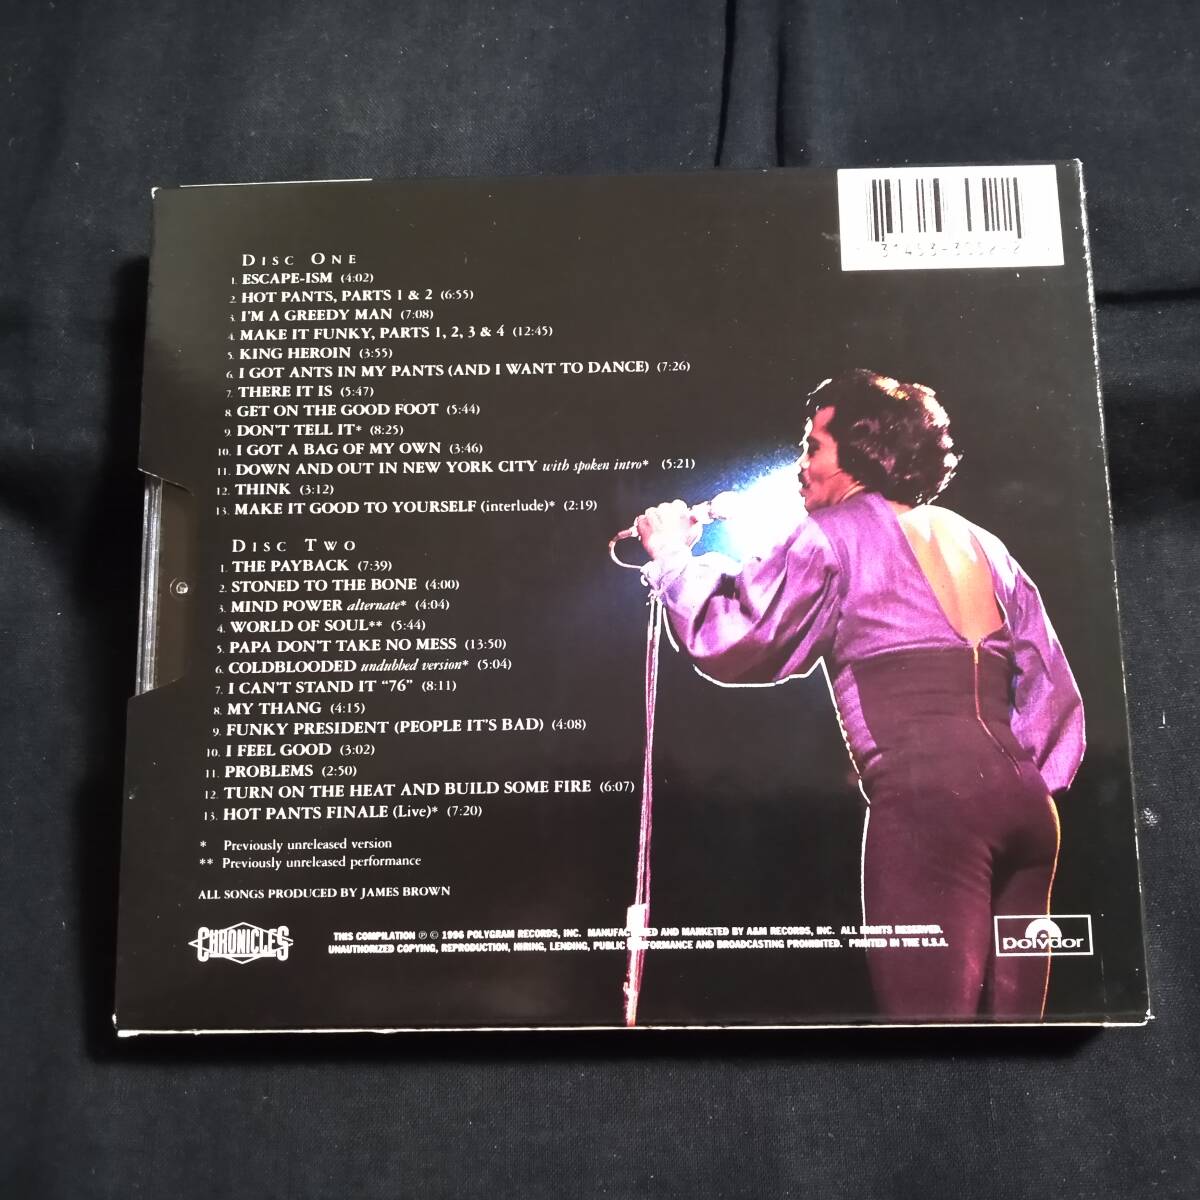 DISC ONE
1. ESCAPE-ISM (4:02)
2. HOT PANTS, PARTS 1 & 2 (6:55)
3. I'M A GREEDY MAN (7:08)
4. MAKE IT FUNKY, PARTS 1, 2, 3 & 4 (12:45)
5. KING HEROIN (3:55)
6. I GOT ANTS IN MY PANTS (AND I WANT TO DANCE) (7:26)
7. THERE IT IS (5:47)
8. GET ON THE GOOD FOOT (5:44)
9. DON'T TELL IT* (8:25)
10. I GOT A BAG OF MY OWN (3:46)
11. DOWN AND OUT IN NEW YORK CITY with spoken intro* (5:21)
12. THINK (3:12)
13. MAKE IT GOOD TO YOURSELF (interlude)* (2:19)
DISC TWO
1. THE PAYBACK (7:39)
2. STONED TO THE BONE (4:00)
3. MIND POWER alternate* (4:04)
4. WORLD OF SOUL** (5:44)
5. PAPA DON'T TAKE NO MESS (13:50)
6. COLDBLOODED undubbed version* (5:04)
7. I CAN'T STAND IT "76" (8:11)
8. MY THANG (4:15)
9. FUNKY PRESIDENT (PEOPLE IT'S BAD) (4:08)
10. I FEEL GOOD (3:02)
11. PROBLEMS (2:50)
12. TURN ON THE HEAT AND BUILD SOME FIRE (6:07)
13. HOT PANTS FINALE (Live)* (7:20)
* Previously unreleased version
** Previously unreleased performance
ALL SONGS PRODUCED BY JAMES BROWN
CHRONICLES
THIS COMPILATION ℗ © 1996 POLYGRAM RECORDS, INC. MANUFACTURED AND MARKETED BY A&M RECORDS, INC. ALL RIGHTS RESERVED.
UNAUTHORIZED COPYING, REPRODUCTION, HIRING, LENDING, PUBLIC PERFORMANCE AND BROADCASTING PROHIBITED. PRINTED IN THE U.S.A.
polydor